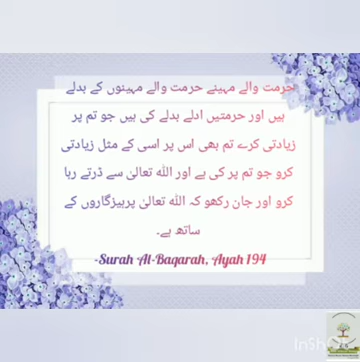 حرمت والے مہینے حرمت والے مہینوں کے بدلے
ہیں اور حرمتیں ادلے بدلے کی ہیں جو تم پر
زیادتی کرے تم بھی اس پر اسی کے مثل زیادتی
کرو جو تم پر کی ہے اور اللہ تعالیٰ سے ڈرتے رہا
کرو اور جان رکھو کہ اللہ تعالیٰ پرہیزگاروں کے
ساتھ ہے۔
-Surah Al-Baqarah, Ayah 194